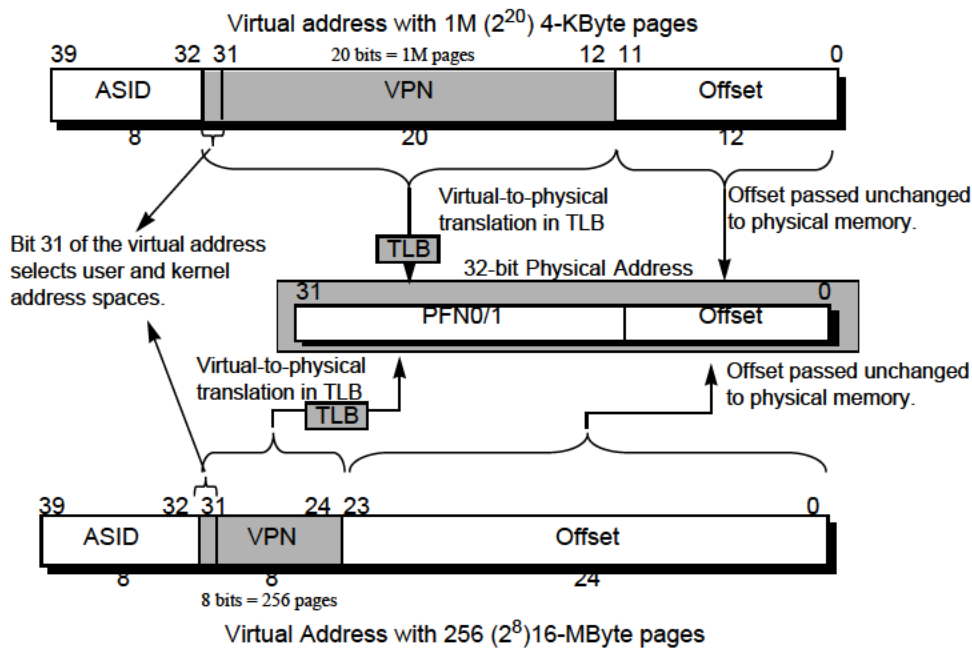 Virtual address with 1M (2^20) 4-KByte pages
39 32 31 20 bits = 1M pages 12 11 0
ASID VPN Offset
8 20 12
Virtual-to-physical
translation in TLB
Offset passed unchanged
to physical memory.
Bit 31 of the virtual address
selects user and kernel
address spaces.
TLB
32-bit Physical Address
31 0
PFN0/1 Offset
Virtual-to-physical
translation in TLB
TLB
Offset passed unchanged
to physical memory.
39 32 31 24 23 0
ASID VPN Offset
8 8 24
8 bits = 256 pages
Virtual Address with 256 (2^8)16-MByte pages